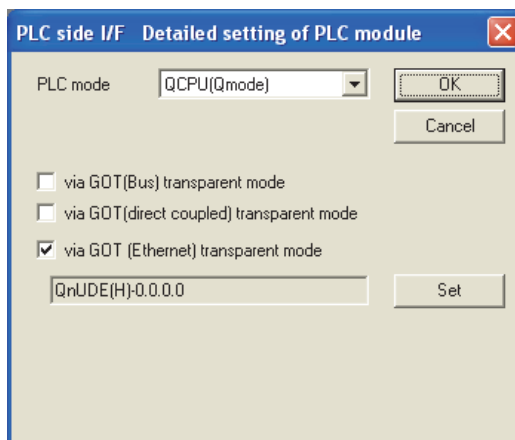 PLC side I/F Detailed setting of PLC module
PLC mode QCPU(Qmode) OK
Cancel
via GOT(Bus) transparent mode
via GOT(direct coupled) transparent mode
via GOT (Ethernet) transparent mode
QnUDE(H)-0.0.0.0 Set